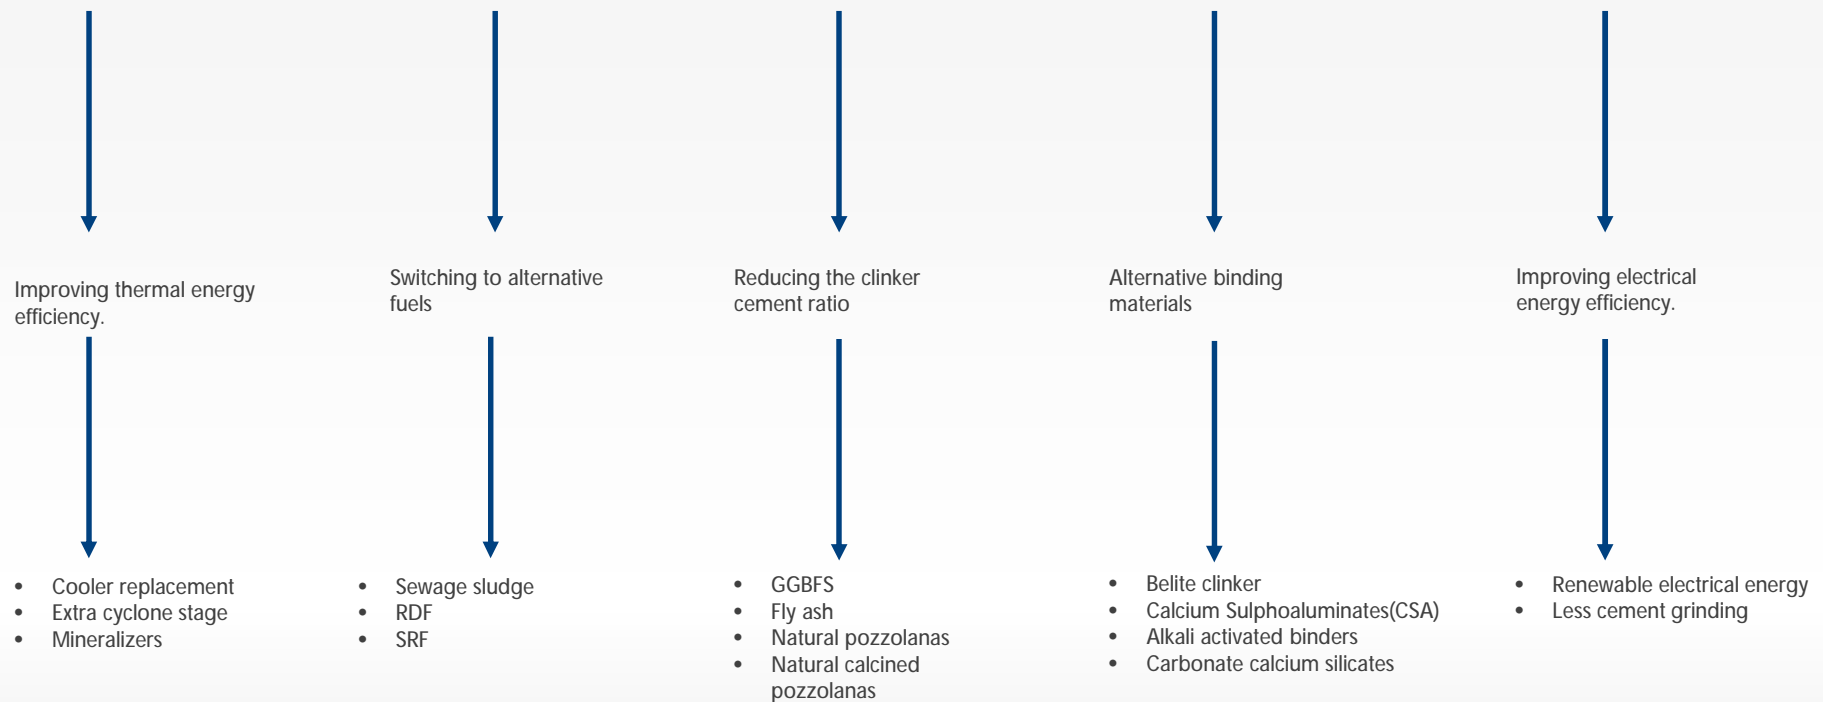 Improving thermal energy
efficiency.
Switching to alternative
fuels
Reducing the clinker
cement ratio
Alternative binding
materials
Improving electrical
energy efficiency.
• Cooler replacement
• Extra cyclone stage
• Mineralizers
• Sewage sludge
• RDF
• SRF
• GGBFS
• Fly ash
• Natural pozzolanas
• Natural calcined
pozzolanas
• Belite clinker
• Calcium Sulphoaluminates(CSA)
• Alkali activated binders
• Carbonate calcium silicates
• Renewable electrical energy
• Less cement grinding